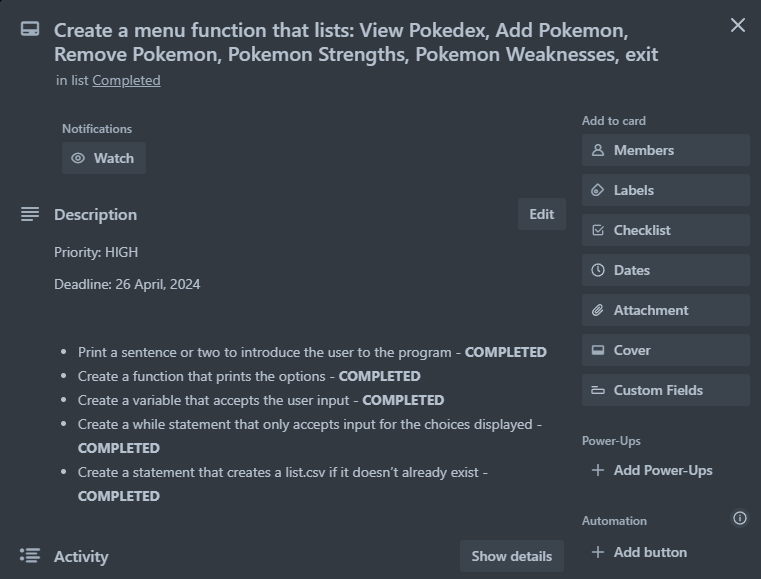 Create a menu function that lists: View Pokedex, Add Pokemon,
Remove Pokemon, Pokemon Strengths, Pokemon Weaknesses, exit
in list Completed
Notifications
Watch
Description
Edit
Priority: HIGH
Deadline: 26 April, 2024
Print a sentence or two to introduce the user to the program - COMPLETED
Create a function that prints the options - COMPLETED
Create a variable that accepts the user input - COMPLETED
Create a while statement that only accepts input for the choices displayed -
COMPLETED
Create a statement that creates a list.csv if it doesn't already exist -
COMPLETED
Activity
Show details
Add to card
Members
Labels
Checklist
Dates
Attachment
Cover
Custom Fields
Power-Ups
Add Power-Ups
Automation
Add button